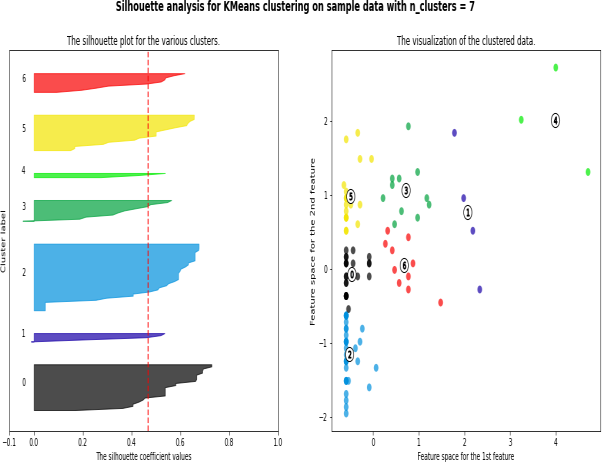 Silhouette analysis for KMeans clustering on sample data with n_clusters = 7
The silhouette plot for the various clusters.
6
5
4
3
2
1
0
Cluster label
−0.1 0.0 0.2 0.4 0.6 0.8 1.0
The silhouette coefficient values
The visualization of the clustered data.
2
1
0
−1
−2
Feature space for the 2nd feature
4
5
3
1
6
0
2
0 1 2 3 4
Feature space for the 1st feature